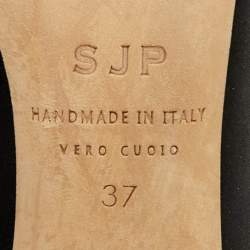 SJP
HANDMADE IN ITALY
VERO CUOIO
37